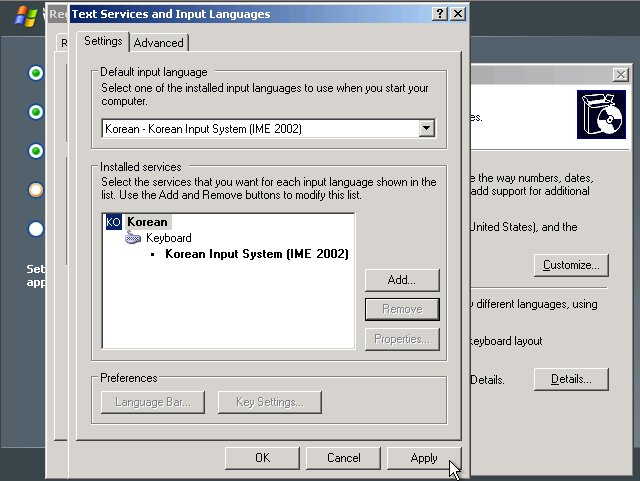 Rec
Text Services and Input Languages
R
Settings
Advanced
Default input language
Select one of the installed input languages to use when you start your
computer.
Korean - Korean Input System (IME 2002)
Installed services
Select the services that you want for each input language shown in the
list. Use the Add and Remove buttons to modify this list.
KO Korean
Keyboard
• Korean Input System (IME 2002)
Add...
Remove
Properties...
Preferences
Language Bar...
Key Settings...
OK
Cancel
Apply
Set
app
es.
e the way numbers, dates,
add support for additional
United States), and the
Customize...
different languages, using
keyboard layout
Details.
Details...